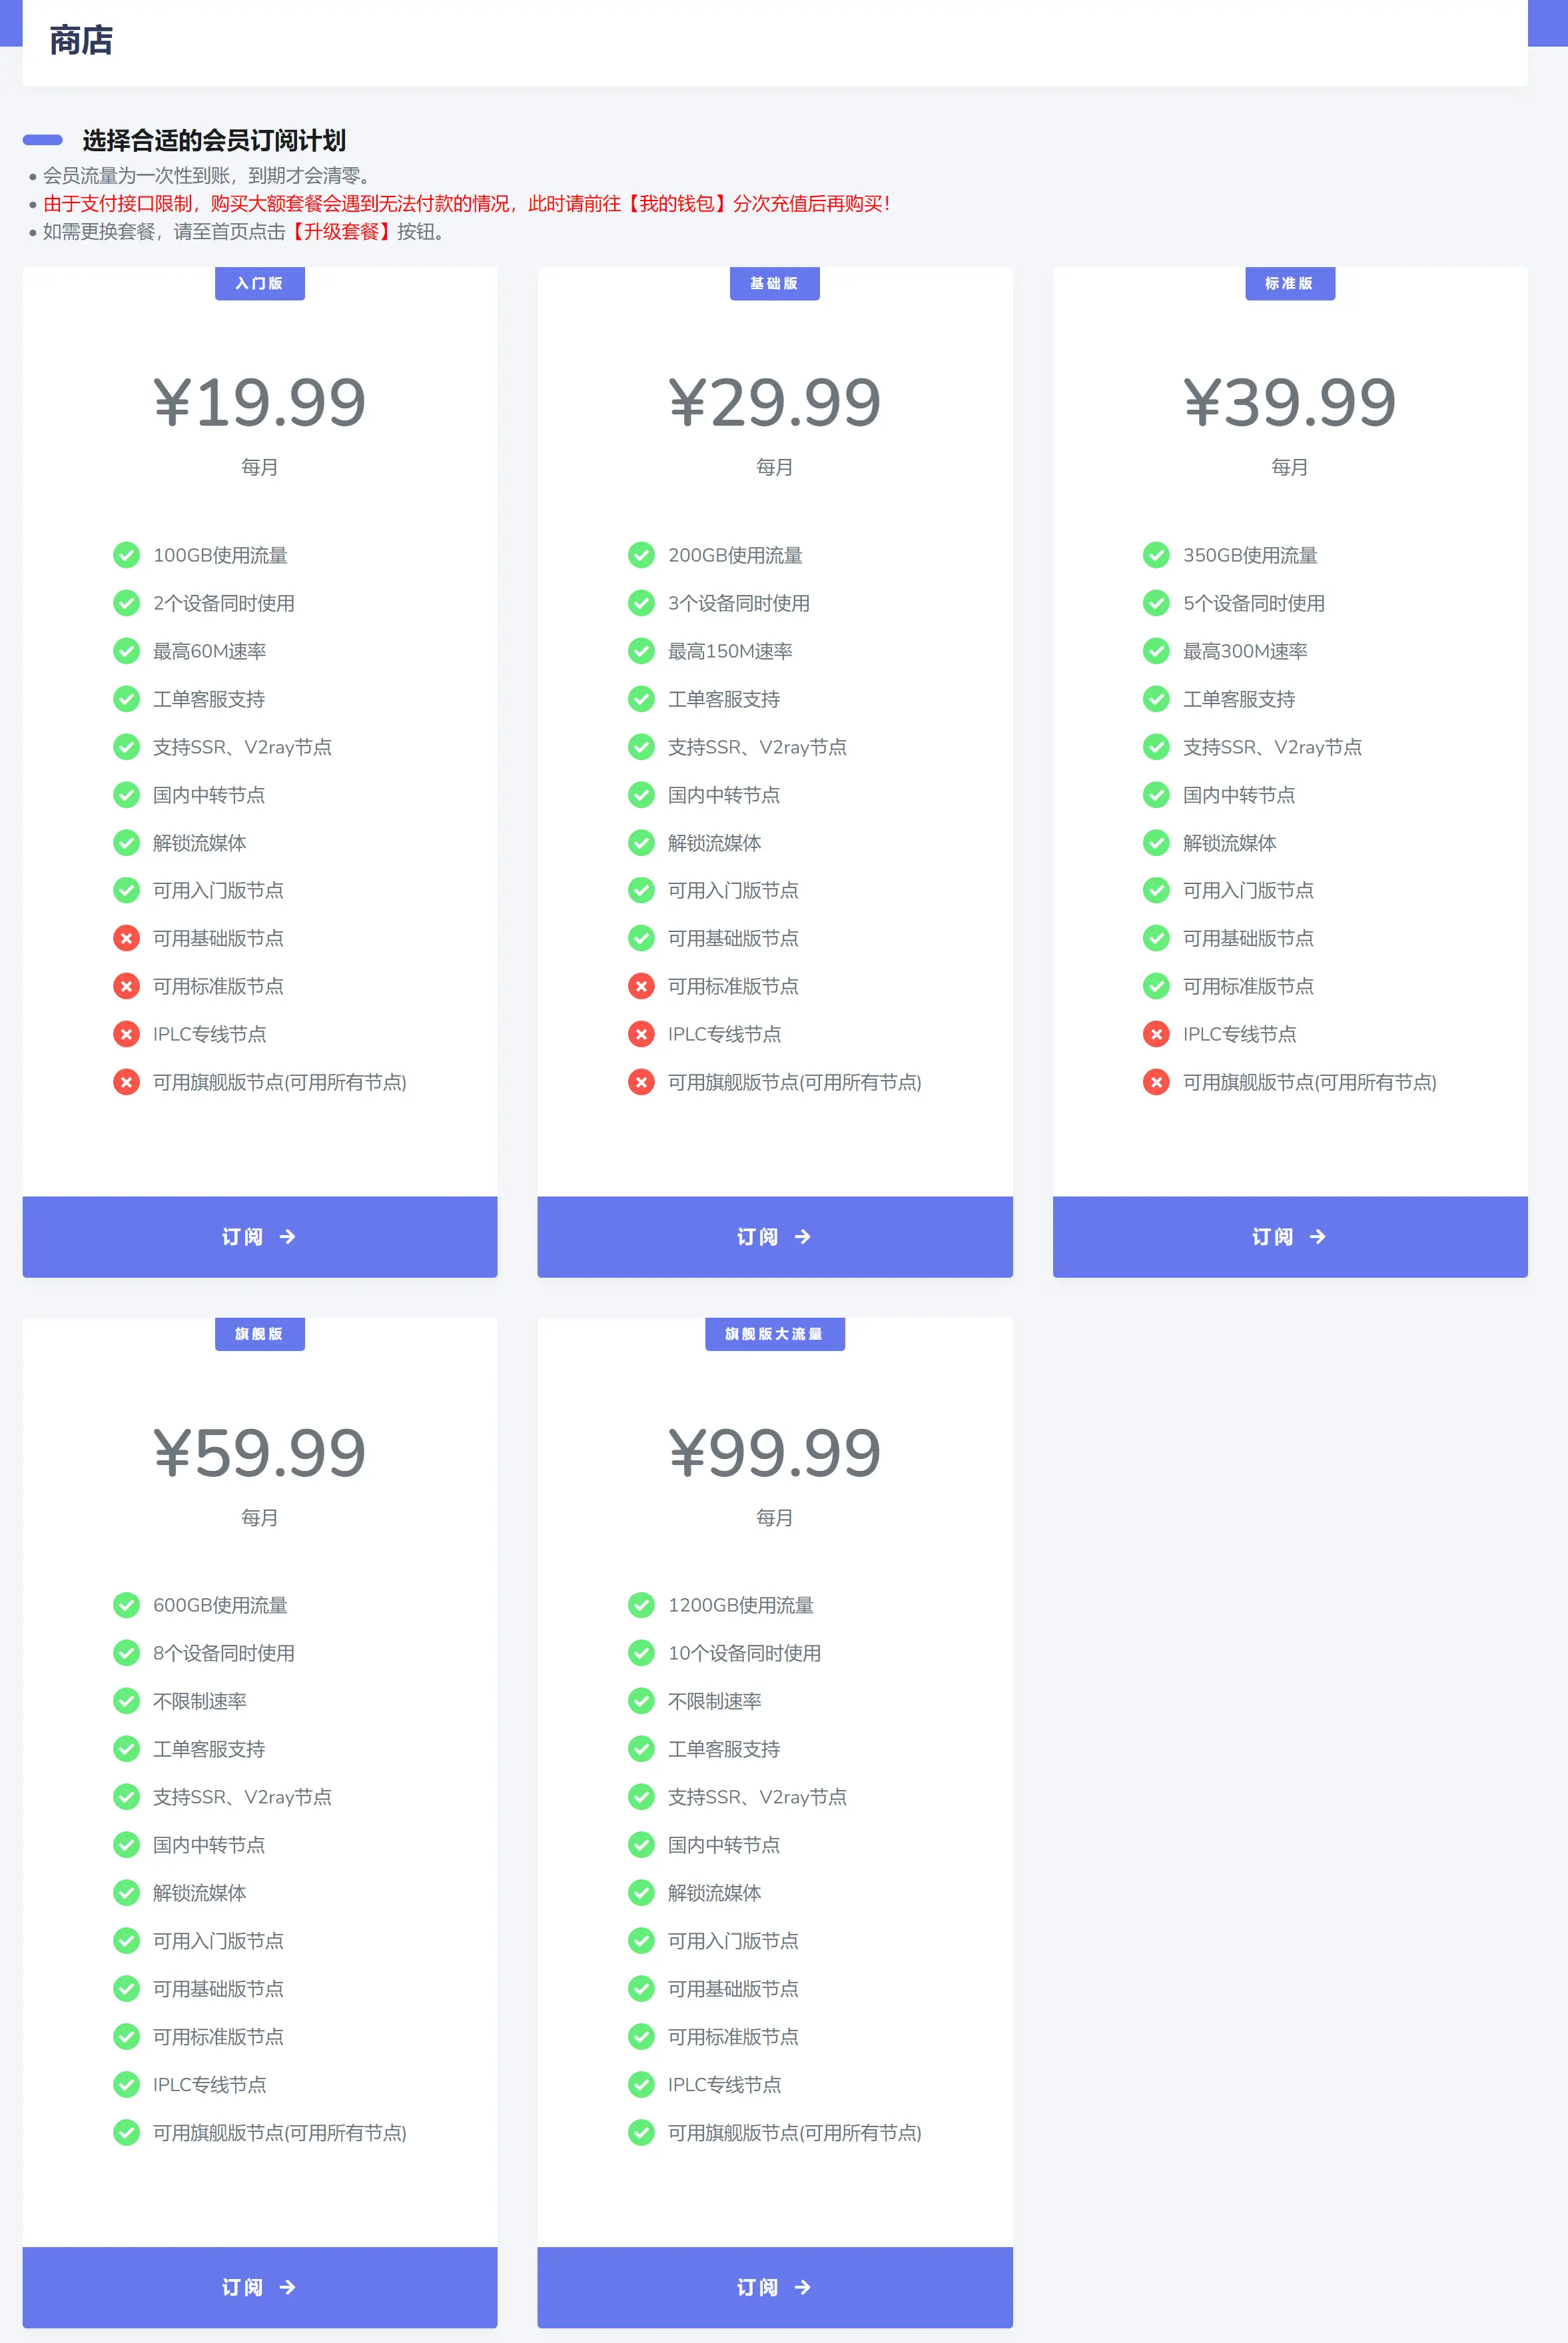 商店
选择合适的会员订阅计划
会员流量为一次性到账，到期才会清零。
由于支付接口限制，购买大额套餐会遇到无法付款的情况，此时请前往【我的钱包】分次充值后再购买！
如需更换套餐，请至首页点击【升级套餐】按钮。
入门版
¥19.99
每月
100GB使用流量
2个设备同时使用
最高60M速率
工单客服支持
支持SSR、V2ray节点
国内中转节点
解锁流媒体
可用入门版节点
可用基础版节点
可用标准版节点
IPLC专线节点
可用旗舰版节点(可用所有节点)
订阅 →
基础版
¥29.99
每月
200GB使用流量
3个设备同时使用
最高150M速率
工单客服支持
支持SSR、V2ray节点
国内中转节点
解锁流媒体
可用入门版节点
可用基础版节点
可用标准版节点
IPLC专线节点
可用旗舰版节点(可用所有节点)
订阅 →
标准版
¥39.99
每月
350GB使用流量
5个设备同时使用
最高300M速率
工单客服支持
支持SSR、V2ray节点
国内中转节点
解锁流媒体
可用入门版节点
可用基础版节点
可用标准版节点
IPLC专线节点
可用旗舰版节点(可用所有节点)
订阅 →
旗舰版
¥59.99
每月
600GB使用流量
8个设备同时使用
不限制速率
工单客服支持
支持SSR、V2ray节点
国内中转节点
解锁流媒体
可用入门版节点
可用基础版节点
可用标准版节点
IPLC专线节点
可用旗舰版节点(可用所有节点)
订阅 →
旗舰版大流量
¥99.99
每月
1200GB使用流量
10个设备同时使用
不限制速率
工单客服支持
支持SSR、V2ray节点
国内中转节点
解锁流媒体
可用入门版节点
可用基础版节点
可用标准版节点
IPLC专线节点
可用旗舰版节点(可用所有节点)
订阅 →